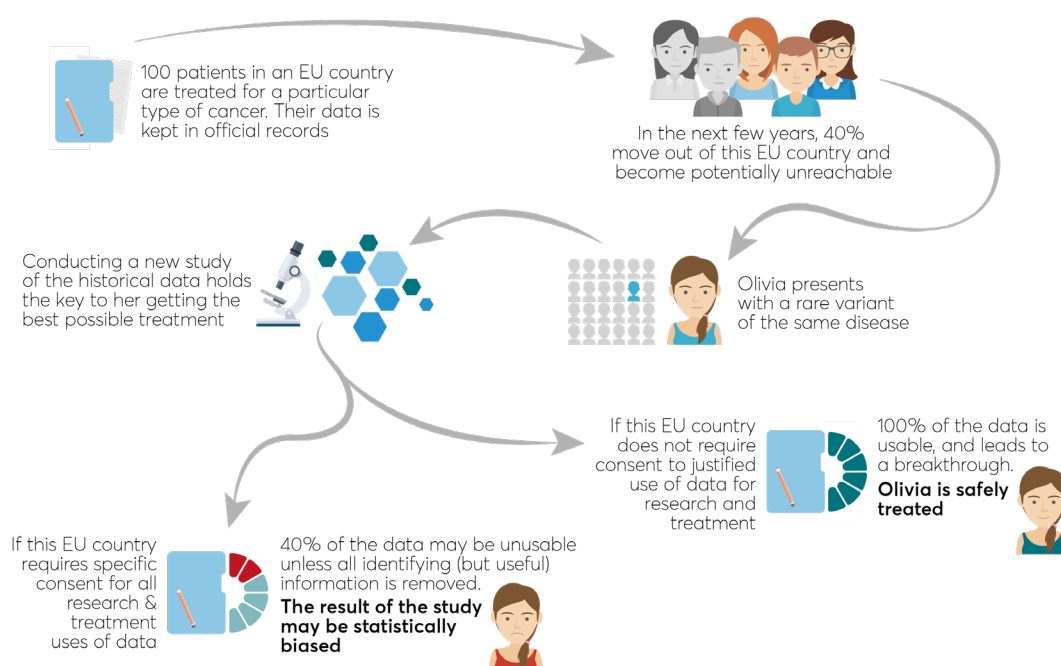 100 patients in an EU country
are treated for a particular
type of cancer. Their data is
kept in official records
In the next few years, 40%
move out of this EU country and
become potentially unreachable
Olivia presents
with a rare variant
of the same disease
Conducting a new study
of the historical data holds
the key to her getting the
best possible treatment
If this EU country
does not require
consent to justified
use of data for
research and
treatment
100% of the data is
usable, and leads to
a breakthrough.
Olivia is safely
treated
If this EU country
requires specific
consent for all
research &
treatment
uses of data
40% of the data may be unusable
unless all identifying (but useful)
information is removed.
The result of the study
may be statistically
biased